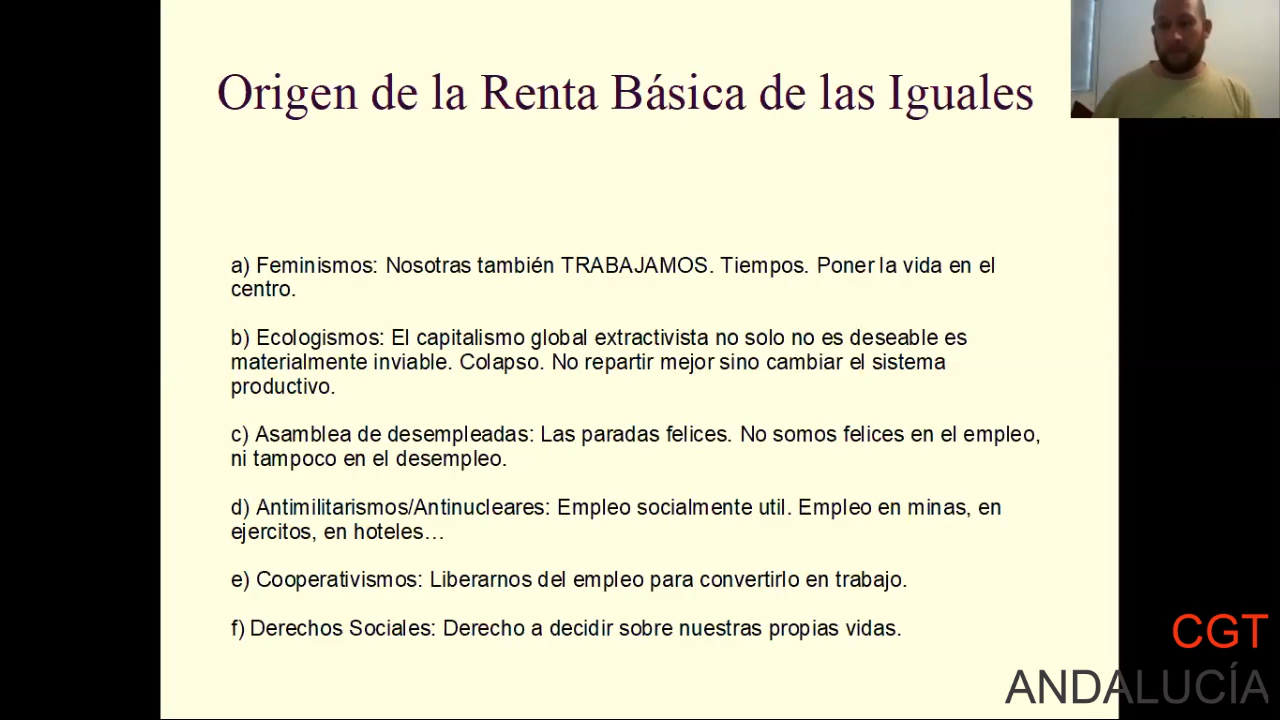 Origen de la Renta Básica de las Iguales
a) Feminismos: Nosotras también TRABAJAMOS. Tiempos. Poner la vida en el
centro.
b) Ecologismos: El capitalismo global extractivista no solo no es deseable es
materialmente inviable. Colapso. No repartir mejor sino cambiar el sistema
productivo.
c) Asamblea de desempleadas: Las paradas felices. No somos felices en el empleo,
ni tampoco en el desempleo.
d) Antimilitarismos/Antinucleares: Empleo socialmente util. Empleo en minas, en
ejercitos, en hoteles…
e) Cooperativismos: Liberarnos del empleo para convertirlo en trabajo.
f) Derechos Sociales: Derecho a decidir sobre nuestras propias vidas.
CGT
ANDALUCÍA